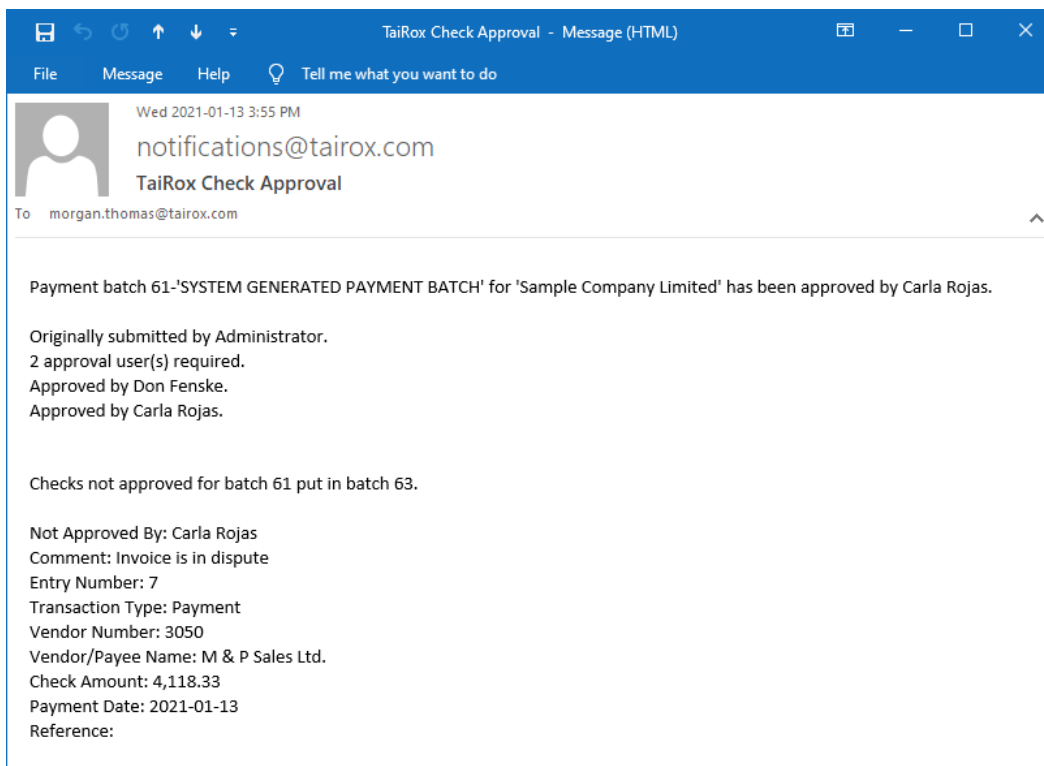 TaiRox Check Approval - Message (HTML)
File Message Help Tell me what you want to do
Wed 2021-01-13 3:55 PM
notifications@tairox.com
TaiRox Check Approval
To morgan.thomas@tairox.com
Payment batch 61-'SYSTEM GENERATED PAYMENT BATCH' for 'Sample Company Limited' has been approved by Carla Rojas.
Originally submitted by Administrator.
2 approval user(s) required.
Approved by Don Fenske.
Approved by Carla Rojas.
Checks not approved for batch 61 put in batch 63.
Not Approved By: Carla Rojas
Comment: Invoice is in dispute
Entry Number: 7
Transaction Type: Payment
Vendor Number: 3050
Vendor/Payee Name: M & P Sales Ltd.
Check Amount: 4,118.33
Payment Date: 2021-01-13
Reference: